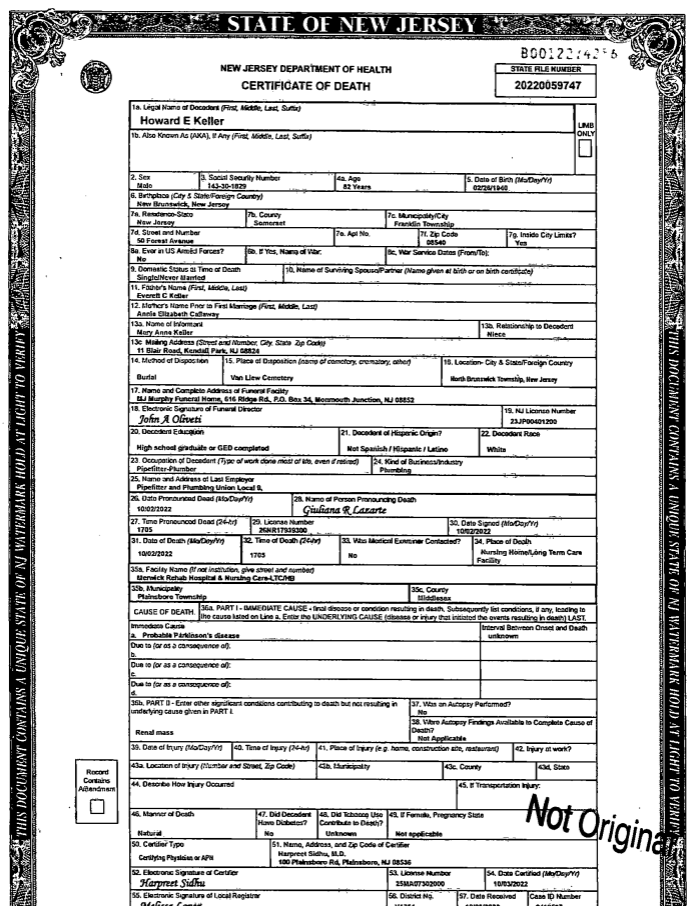 STATE OF NEW JERSEY
NEW JERSEY DEPARTMENT OF HEALTH
CERTIFICATE OF DEATH
STATE FILE NUMBER
20220059747
1a. Legal Name of Decedent (First, Middle, Last, Suffix)
Howard E Keller
LIMB ONLY
1b. Also Known As (AKA), If Any (First, Middle, Last, Suffix)
2. Sex 3. Social Security Number 4a. Age 5. Date of Birth (Mo/Day/Yr)
Male 143-30-1829 82 Years 02/26/1940
6. Birthplace (City & State/Foreign Country)
New Brunswick, New Jersey
7a. Residence-State 7b. County 7c. Municipality/City
New Jersey Somerset Franklin Township
7d. Street and Number 7e. Apt No. 7f. Zip Code 7g. Inside City Limits?
50 Forest Avenue 08540 Yes
8a. Ever in US Armed Forces? 8b. If Yes, Name of War: 8c. War Service Dates (From/To):
No
9. Domestic Status at Time of Death 10. Name of Surviving Spouse/Partner (Name given at birth or on birth certificate)
Single/Never Married
11. Father's Name (First, Middle, Last)
Everett C Keller
12. Mother's Name Prior to First Marriage (First, Middle, Last)
Annie Elizabeth Callaway
13a. Name of Informant 13b. Relationship to Decedent
Mary Anne Keller Niece
13c Mailing Address (Street and Number, City, State Zip Code)
11 Blair Road, Kendall Park, NJ 08824
14. Method of Disposition 15. Place of Disposition (name of cemetery, crematory, other) 16. Location- City & State/Foreign Country
Burial Van Liew Cemetery North Brunswick Township, New Jersey
17. Name and Complete Address of Funeral Facility
MJ Murphy Funeral Home, 616 Ridge Rd., P.O. Box 34, Monmouth Junction, NJ 08852
18. Electronic Signature of Funeral Director 19. NJ License Number
John A Oliveti 23JP00401200
20. Decedent Education 21. Decedent of Hispanic Origin? 22. Decedent Race
High school graduate or GED completed Not Spanish / Hispanic / Latino White
23. Occupation of Decedent (Type of work done most of life, even if retired) 24. Kind of Business/Industry
Pipefitter-Plumber Plumbing
25. Name and Address of Last Employer
Pipefitter and Plumbing Union Local 9,
26. Date Pronounced Dead (Mo/Day/Yr) 28. Name of Person Pronouncing Death
10/02/2022 Giuliana R Lazarte
27. Time Pronounced Dead (24-hr) 29. License Number 30. Date Signed (Mo/Day/Yr)
1705 26NR17939300 10/02/2022
31. Date of Death (Mo/Day/Yr) 32. Time of Death (24-hr) 33. Was Medical Examiner Contacted? 34. Place of Death
10/02/2022 1705 No Nursing Home/Long Term Care Facility
35a. Facility Name (If not institution, give street and number)
Merwick Rehab Hospital & Nursing Care-LTC/HB
35b. Municipality 35c. County
Plainsboro Township Middlesex
CAUSE OF DEATH 36a. PART I - IMMEDIATE CAUSE - final disease or condition resulting in death. Subsequently list conditions, if any, leading to
the cause listed on Line a. Enter the UNDERLYING CAUSE (disease or injury that initiated the events resulting in death) LAST.
Immediate Cause Interval Between Onset and Death
a. Probable Parkinson's disease unknown
Due to (or as a consequence of):
b.
Due to (or as a consequence of):
c.
Due to (or as a consequence of):
d.
36b. PART II - Enter other significant conditions contributing to death but not resulting in
underlying cause given in PART I.
37. Was an Autopsy Performed?
No
38. Were Autopsy Findings Available to Complete Cause of Death?
Not Applicable
Renal mass
39. Date of Injury (Mo/Day/Yr) 40. Time of Injury (24-hr) 41. Place of Injury (e.g. home, construction site, restaurant) 42. Injury at work?
43a. Location of Injury (Number and Street, Zip Code) 43b. Municipality 43c. County 43d. State
44. Describe How Injury Occurred 45. If Transportation Injury:
Record
Contains
Amendment
46. Manner of Death 47. Did Decedent Have Diabetes? 48. Did Tobacco Use Contribute to Death? 49. If Female, Pregnancy State
Natural No Unknown Not applicable
Not Origina
50. Certifier Type 51. Name, Address, and Zip Code of Certifier
Certifying Physician or APN Harpreet Sidhu, M.D.
100 Plainsboro Rd, Plainsboro, NJ 08536
52. Electronic Signature of Certifier 53. License Number 54. Date Certified (Mo/Day/Yr)
Harpreet Sidhu 25MA07302000 10/03/2022
55. Electronic Signature of Local Registrar 56. District No. 57. Date Received Case ID Number
THIS DOCUMENT CONTAINS A UNIQUE STATE OF NJ WATERMARK HOLD AT LIGHT TO VERIFY
THIS DOCUMENT CONTAINS A UNIQUE STATE OF NJ WATERMARK HOLD AT LIGHT TO VERIFY